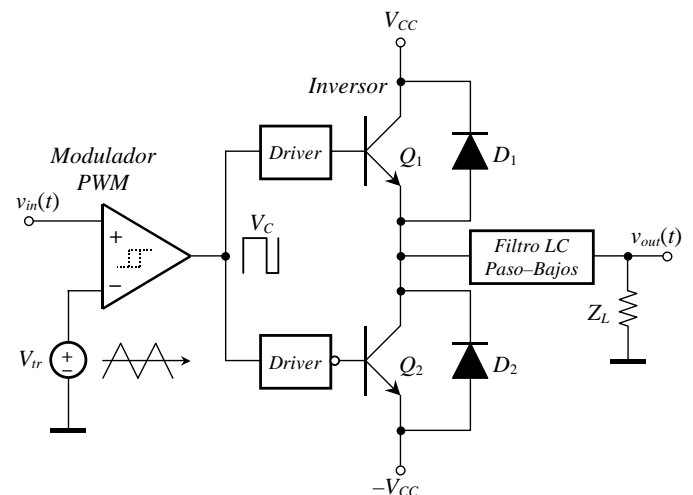 V_CC
Inversor
Modulador
PWM
Driver
Q_1
D_1
v_in(t)
+
−
V_C
Filtro LC
Paso–Bajos
v_out(t)
Z_L
V_tr
+
−
Driver
Q_2
D_2
−V_CC